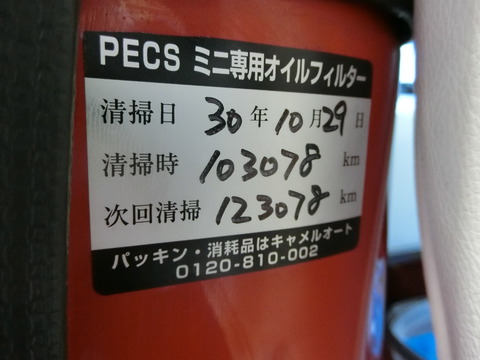 PECS ミニ専用オイルフィルター
清掃日 30年10月29日
清掃時 103078 km
次回清掃 123078 km
パッキン・消耗品はキャメルオート
0120-810-002